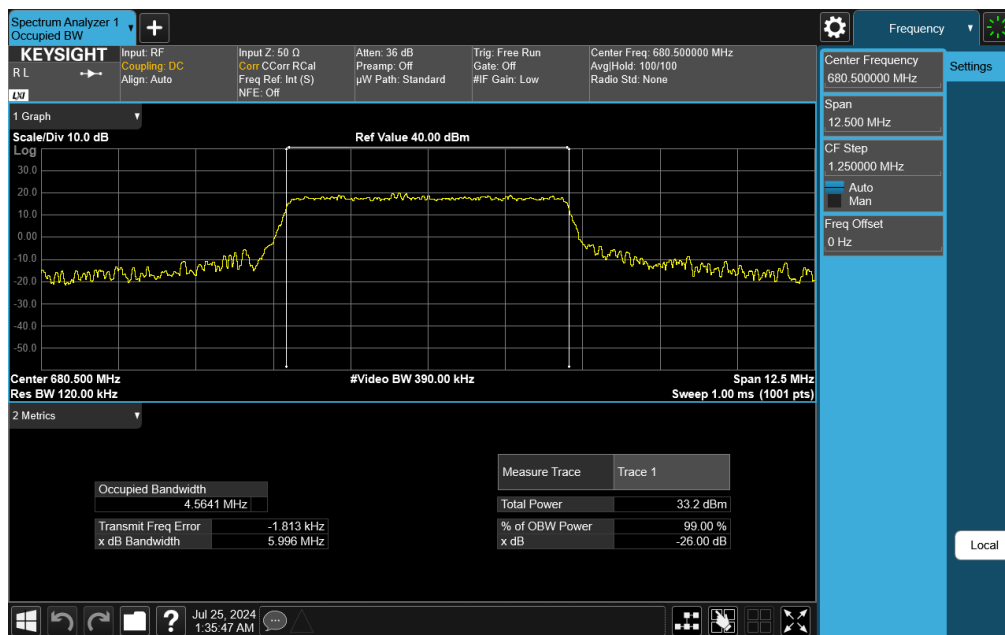 Spectrum Analyzer 1
Occupied BW
Frequency
KEYSIGHT
R L
LXI
Input: RF
Coupling: DC
Align: Auto
Input Z: 50 Ω
Corr CCorr RCal
Freq Ref: Int (S)
NFE: Off
Atten: 36 dB
Preamp: Off
µW Path: Standard
Trig: Free Run
Gate: Off
#IF Gain: Low
Center Freq: 680.500000 MHz
Avg|Hold: 100/100
Radio Std: None
Center Frequency
680.500000 MHz
Settings
Span
12.500 MHz
CF Step
1.250000 MHz
Auto
Man
Freq Offset
0 Hz
1 Graph
Scale/Div 10.0 dB
Ref Value 40.00 dBm
Log
30.0
20.0
10.0
0.00
-10.0
-20.0
-30.0
-40.0
-50.0
Center 680.500 MHz
#Video BW 390.00 kHz
Span 12.5 MHz
Res BW 120.00 kHz
Sweep 1.00 ms (1001 pts)
2 Metrics
Measure Trace
Trace 1
Occupied Bandwidth
4.5641 MHz
Total Power
33.2 dBm
Transmit Freq Error
-1.813 kHz
% of OBW Power
99.00 %
x dB Bandwidth
5.996 MHz
x dB
-26.00 dB
Local
?
Jul 25, 2024
1:35:47 AM